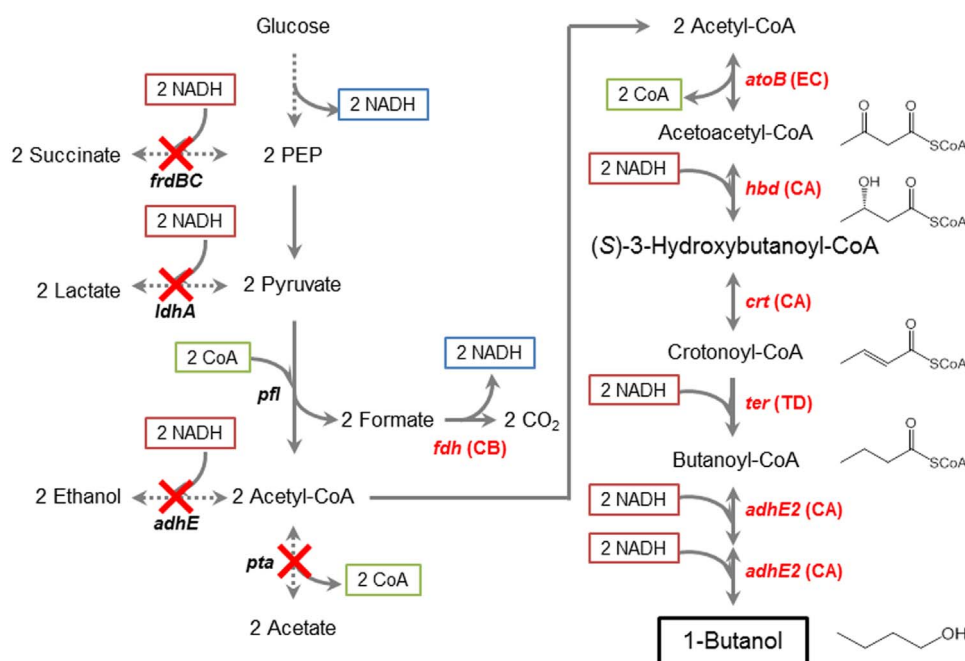 Glucose
2 NADH
2 NADH
2 Succinate
2 PEP
frdBC
2 NADH
2 Lactate
2 Pyruvate
ldhA
2 CoA
2 NADH
pfl
2 Formate
2 CO2
fdh (CB)
2 NADH
2 Ethanol
2 Acetyl-CoA
adhE
pta
2 CoA
2 Acetate
2 Acetyl-CoA
atoB (EC)
2 CoA
Acetoacetyl-CoA
O
O
SCoA
2 NADH
hbd (CA)
OH
O
SCoA
(S)-3-Hydroxybutanoyl-CoA
crt (CA)
Crotonoyl-CoA
O
SCoA
2 NADH
ter (TD)
Butanoyl-CoA
O
SCoA
2 NADH
adhE2 (CA)
2 NADH
adhE2 (CA)
1-Butanol
OH